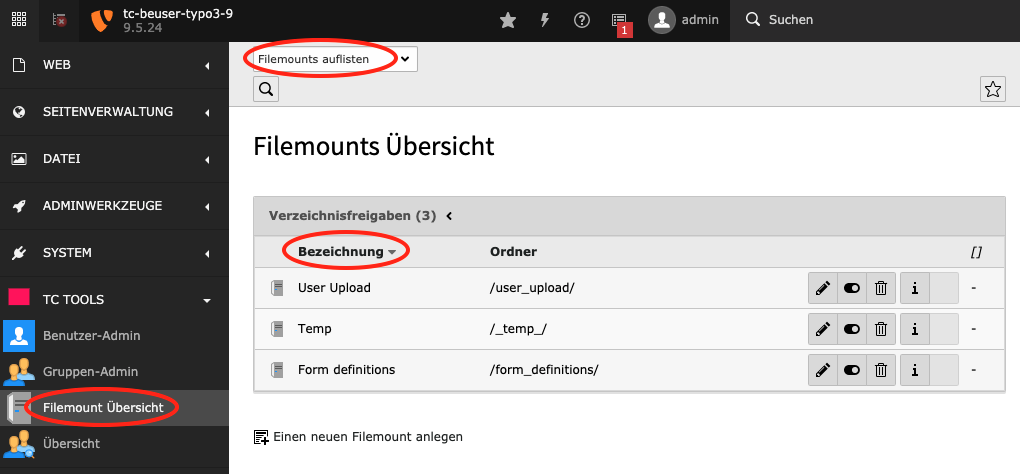 tc-beuser-typo3-9
9.5.24
1
admin
Suchen
WEB
SEITENVERWALTUNG
DATEI
ADMINWERKZEUGE
SYSTEM
TC TOOLS
Benutzer-Admin
Gruppen-Admin
Filemount Übersicht
Übersicht
Filemounts auflisten
Filemounts Übersicht
Verzeichnisfreigaben (3)
Bezeichnung Ordner []
User Upload /user_upload/ -
Temp /_temp_/ -
Form definitions /form_definitions/ -
Einen neuen Filemount anlegen